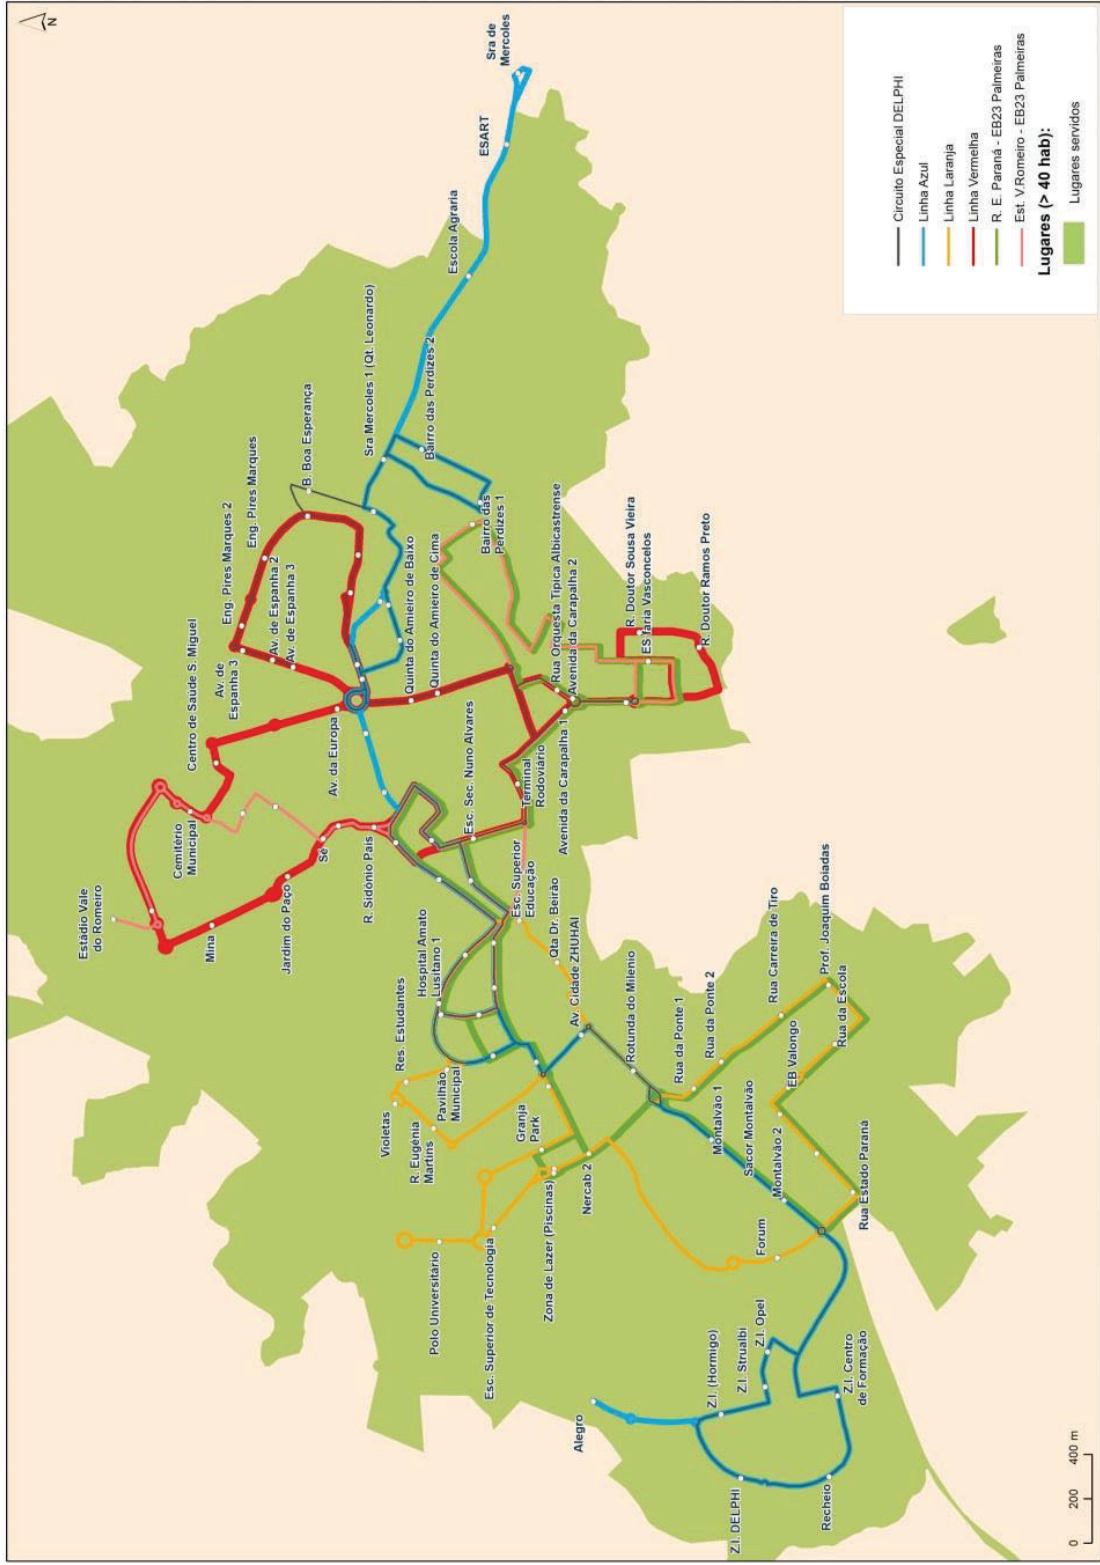 N
Sra de
Mercoles
ESART
Escola Agraria
Sra Mercoles 1 (Qt. Leonardo)
Bairro das Perdizes 2
B. Boa Esperança
Eng. Pires Marques
Eng. Pires Marques 2
Av. de Espanha 2
Av. de Espanha 3
Av. de
Espanha 3
Centro de Saúde S. Miguel
Cemitério
Municipal
Estádio Vale
do Romeiro
Mina
Jardim do Paço
Sé
R. Sidónio Pais
Av. da Europa
Quinta do Amieiro de Baixo
Quinta do Amieiro de Cima
Bairro das
Perdizes 1
Rua Orquesta Tipica Albicastrense
Avenida da Carapalha 2
R. Doutor Sousa Vieira
ES faria Vasconcelos
R. Doutor Ramos Preto
Esc. Sec. Nuno Alvares
Terminal
Rodoviário
Avenida da Carapalha 1
Esc. Superior
Educação
Qta Dr. Beirão
Av. Cidade ZHUHAI
Rotunda do Milenio
Hospital Amato
Lusitano 1
Res. Estudantes
Pavilhão
Municipal
Violetas
R. Eugénia
Martins
Granja
Park
Nercab 2
Zona de Lazer (Piscinas)
Esc. Superior de Tecnologia
Polo Universitário
Rua da Ponte 1
Rua da Ponte 2
Rua Carreira de Tiro
Prof. Joaquim Boiadas
Rua da Escola
EB Valongo
Montalvão 1
Sacor Montalvão
Montalvão 2
Rua Estado Paraná
Forum
Z.I. Opel
Z.I. Strualbi
Z.I. (Hormigo)
Z.I. Centro
de Formação
Alegro
Z.I. DELPHI
Recheio
Circuito Especial DELPHI
Linha Azul
Linha Laranja
Linha Vermelha
R. E. Paraná - EB23 Palmeiras
Est. V.Romeiro - EB23 Palmeiras
Lugares (> 40 hab):
Lugares servidos
0 200 400 m